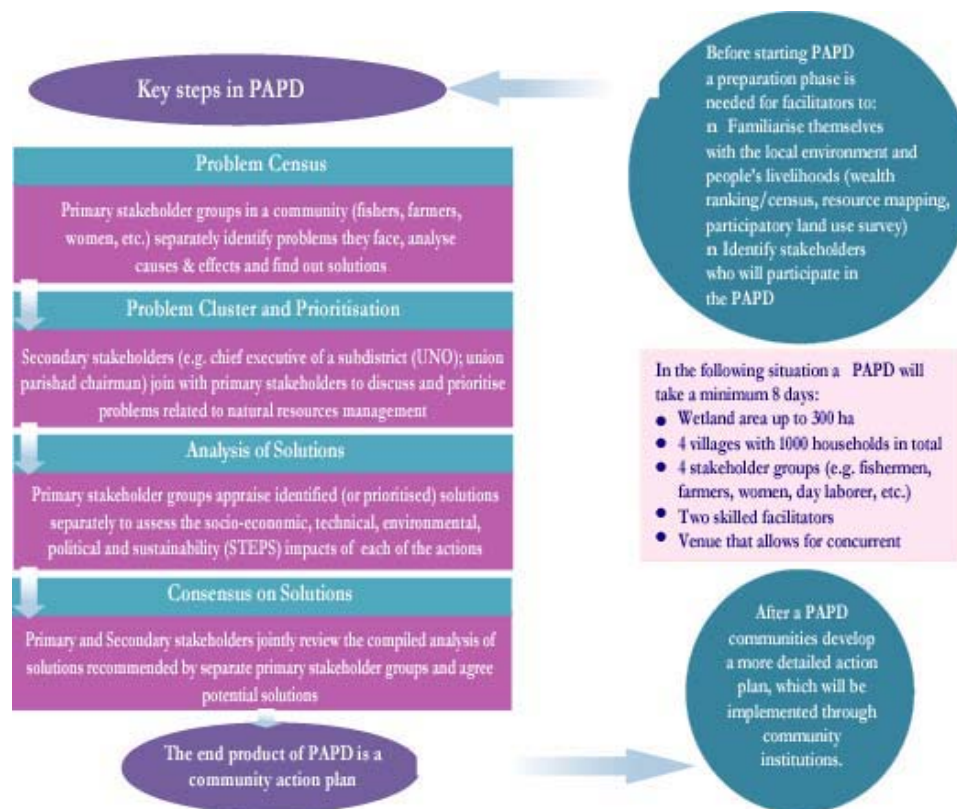 Key steps in PAPD
Before starting PAPD
a preparation phase is
needed for facilitators to:
n Familiarise themselves
with the local environment and
people's livelihoods (wealth
ranking/census, resource mapping,
participatory land use survey)
n Identify stakeholders
who will participate in
the PAPD
Problem Census
Primary stakeholder groups in a community (fishers, farmers,
women, etc.) separately identify problems they face, analyse
causes & effects and find out solutions
Problem Cluster and Prioritisation
Secondary stakeholders (e.g. chief executive of a subdistrict (UNO); union
parishad chairman) join with primary stakeholders to discuss and prioritise
problems related to natural resources management
Analysis of Solutions
Primary stakeholder groups appraise identified (or prioritised) solutions
separately to assess the socio-economic, technical, environmental,
political and sustainability (STEPS) impacts of each of the actions
Consensus on Solutions
Primary and Secondary stakeholders jointly review the compiled analysis of
solutions recommended by separate primary stakeholder groups and agree
potential solutions
The end product of PAPD is a
community action plan
In the following situation a PAPD will
take a minimum 8 days:
● Wetland area up to 300 ha
● 4 villages with 1000 households in total
● 4 stakeholder groups (e.g. fishermen,
farmers, women, day laborer, etc.)
● Two skilled facilitators
● Venue that allows for concurrent
After a PAPD
communities develop
a more detailed action
plan, which will be
implemented through
community
institutions.